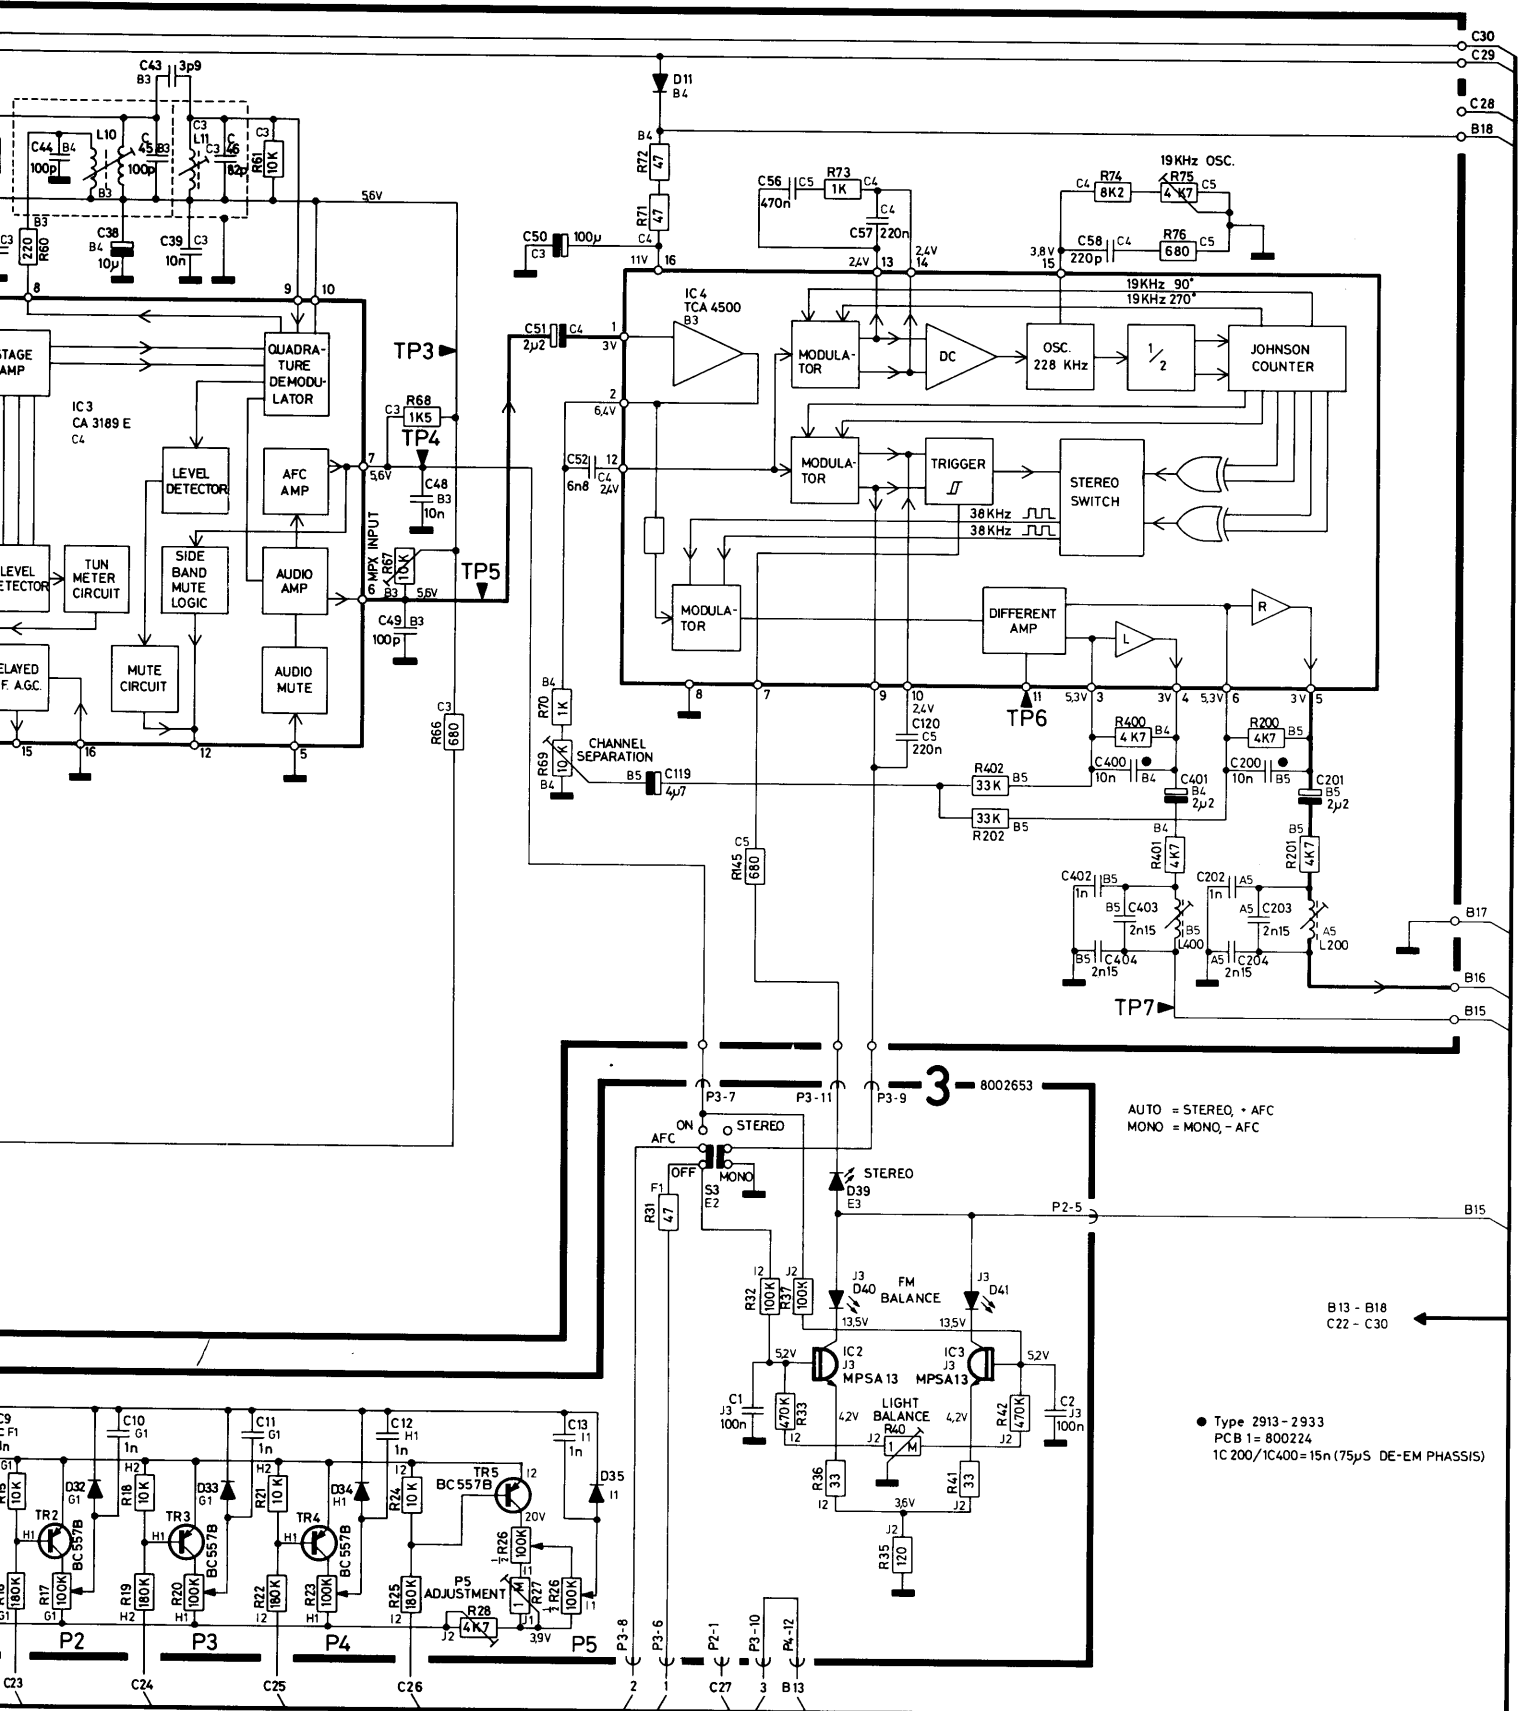 C30
C29
C28
B18
C43 3p9
B3
D11
B4
C44 B4
100p
L10
B3
100p
B3
C3
L11
C3
82p
C3
R61
10K
5,6V
B3
220
R60
C38
B4
10µ
C39 C3
10n
8
9
10
B4
R72
47
R71
47
C4
C50
C3
100µ
11V 16
C56 C5
470n
R73
1K
C4
C4
C57 220n
2,4V 13
2,4V
14
19KHz OSC.
C4
R74
8K2
R75
4K7
C5
3,8V
15
C58 C4
220p
R76
680
C5
IC4
TCA 4500
B3
19KHz 90°
19KHz 270°
C51 C4
2µ2
1
3V
2
6,4V
C52
6n8
12
C4
2,4V
MODULA-
TOR
DC
OSC.
228 KHz
1/2
JOHNSON
COUNTER
MODULA-
TOR
TRIGGER
STEREO
SWITCH
38KHz
38KHz
MODULA-
TOR
DIFFERENT
AMP
L
R
STAGE
AMP
QUADRA-
TURE
DEMODU-
LATOR
IC3
CA 3189 E
C4
TP3
R68
C3
1K5
TP4
7
5,6V
C48
B3
10n
LEVEL
DETECTOR
AFC
AMP
MPX INPUT
R67
10K
B3
TP5
6
5,6V
C49 B3
100p
LEVEL
DETECTOR
TUN
METER
CIRCUIT
SIDE
BAND
MUTE
LOGIC
AUDIO
AMP
DELAYED
R.F. A.G.C.
MUTE
CIRCUIT
AUDIO
MUTE
15
16
12
5
C3
R66
680
B4
R70
1K
R69
10K
B4
CHANNEL
SEPARATION
B5 C119
4µ7
8
7
9
10
2,4V
C120
C5
220n
11
TP6
5,3V 3
3V 4
5,3V 6
3V 5
R400
4K7 B4
R200
4K7 B5
C400
10n B4
C401
B4
2µ2
C200
10n B5
C201
B5
2µ2
R402
33K
B5
33K
B5
R202
C5
R145
680
B4
R401
4K7
B5
R201
4K7
C402 B5
1n
B5 C403
2n15
B5
L400
B5 C404
2n15
C202 A5
1n
A5 C203
2n15
A5
L200
A5 C204
2n15
TP7
B17
B16
B15
P3-7
P3-11
P3-9
3
8002653
AUTO = STEREO, + AFC
MONO = MONO, - AFC
ON
STEREO
AFC
OFF
MONO
S3
E2
F1
R31
47
STEREO
D39
E3
P2-5
B15
I2
R32
100K
J2
R37
100K
J3
D40
FM
BALANCE
J3
D41
13,5V
13,5V
5,2V
IC2
J3
MPSA13
IC3
J3
MPSA13
5,2V
C1
J3
100n
470K
R33
I2
4,2V
LIGHT
BALANCE
R40
J2
1 M
4,2V
R42
470K
J2
C2
J3
100n
R36
33
I2
3,6V
R41
33
J2
J2
R35
120
B13 - B18
C22 - C30
● Type 2913-2933
PCB 1= 800224
1C 200/1C400=15n (75µS DE-EM PHASSIS)
C9
F1
G1
R15
10K
TR2
H1
BC557B
D32
G1
R16
180K
G1
R17
100K
G1
C10
G1
1n
H2
R18
10K
TR3
H1
BC557B
D33
G1
R19
180K
H2
R20
100K
H1
C11
G1
1n
H2
R21
10K
TR4
H1
BC557B
D34
H1
R22
180K
I2
R23
100K
H1
C12
H1
1n
I2
R24
10K
R25
180K
I2
TR5
BC557B
I2
20V
½R26
100K
I1
P5
ADJUSTMENT
1M
R27
J1
J2
R28
4K7
3,9V
½R26
100K
I1
C13
I1
1n
D35
I1
P2
P3
P4
P5
C23
C24
C25
C26
P3-8
P3-6
P2-1
P3-10
P4-12
2
1
C27
3
B13